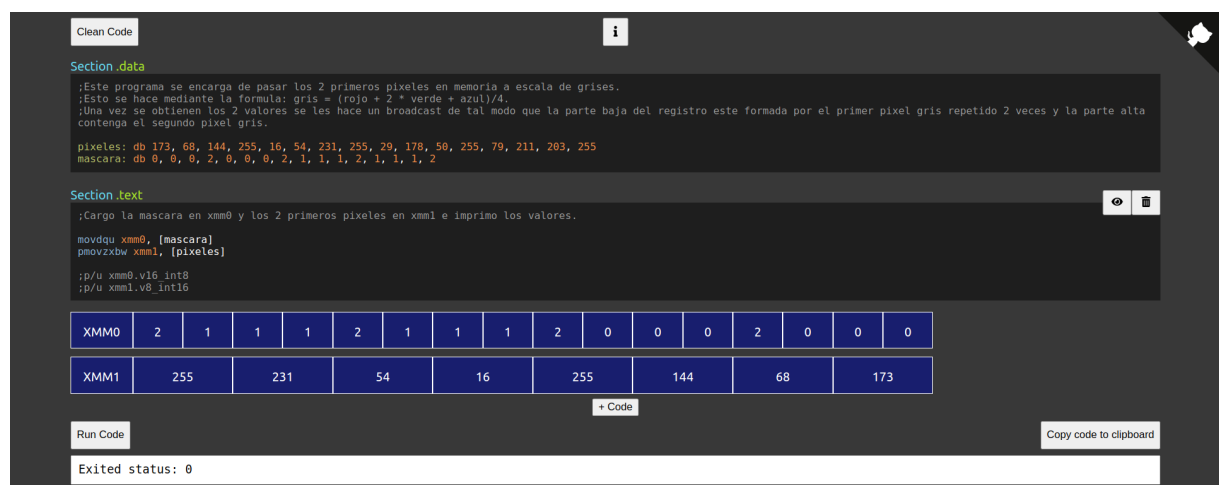 Clean Code
i
Section .data
;Este programa se encarga de pasar los 2 primeros pixeles en memoria a escala de grises.
;Esto se hace mediante la formula: gris = (rojo + 2 * verde + azul)/4.
;Una vez se obtienen los 2 valores se les hace un broadcast de tal modo que la parte baja del registro este formada por el primer pixel gris repetido 2 veces y la parte alta
contenga el segundo pixel gris.
pixeles: db 173, 68, 144, 255, 16, 54, 231, 255, 29, 178, 50, 255, 79, 211, 203, 255
mascara: db 0, 0, 0, 2, 0, 0, 0, 2, 1, 1, 1, 2, 1, 1, 1, 2
Section .text
;Cargo la mascara en xmm0 y los 2 primeros pixeles en xmm1 e imprimo los valores.
movdqu xmm0, [mascara]
pmovzxbw xmm1, [pixeles]
;p/u xmm0.v16_int8
;p/u xmm1.v8_int16
XMM0 2 1 1 1 2 1 1 1 2 0 0 0 2 0 0 0
XMM1 255 231 54 16 255 144 68 173
+ Code
Run Code
Copy code to clipboard
Exited status: 0